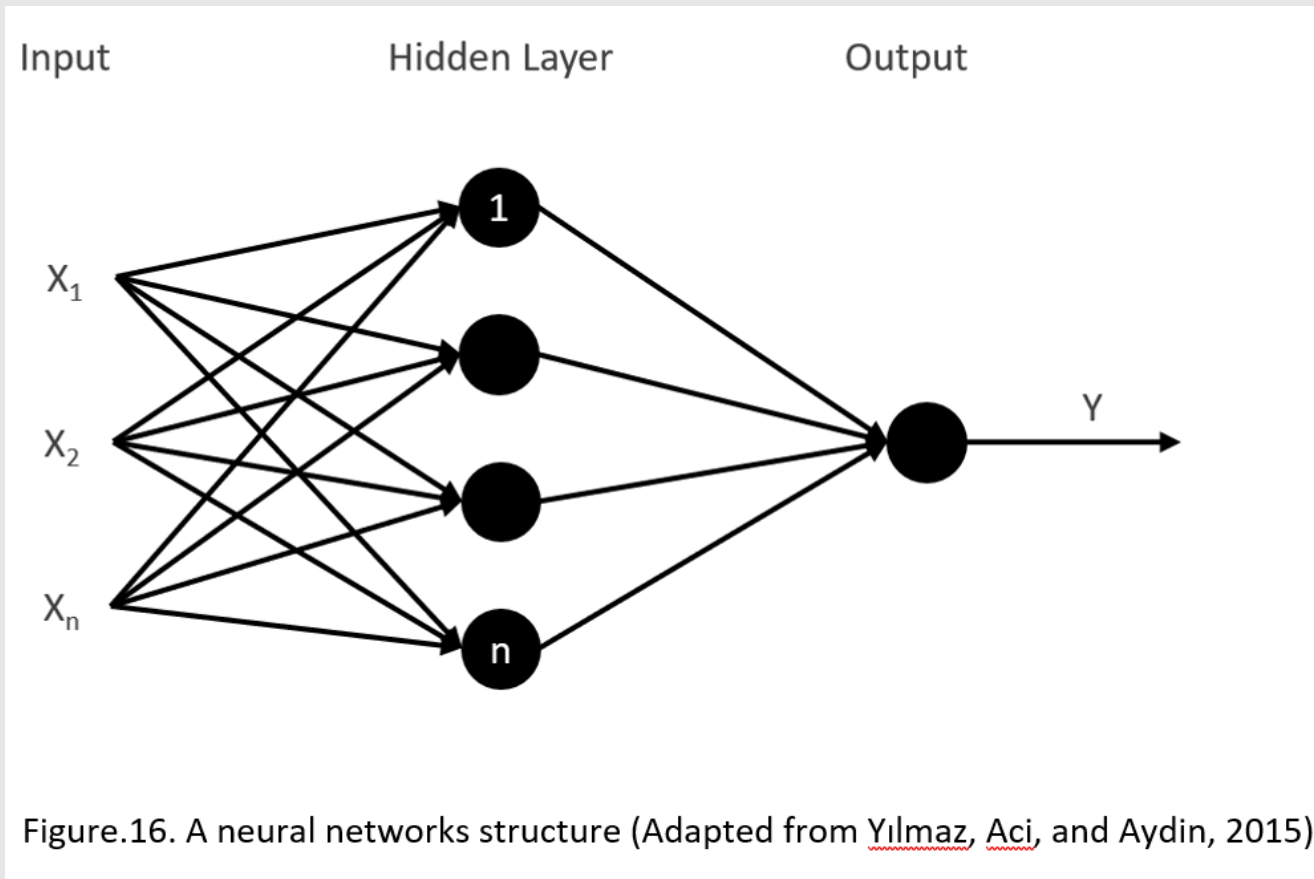 Input Hidden Layer Output
1
X₁
Y
X₂
Xₙ
n
Figure.16. A neural networks structure (Adapted from Yılmaz, Aci, and Aydin, 2015)